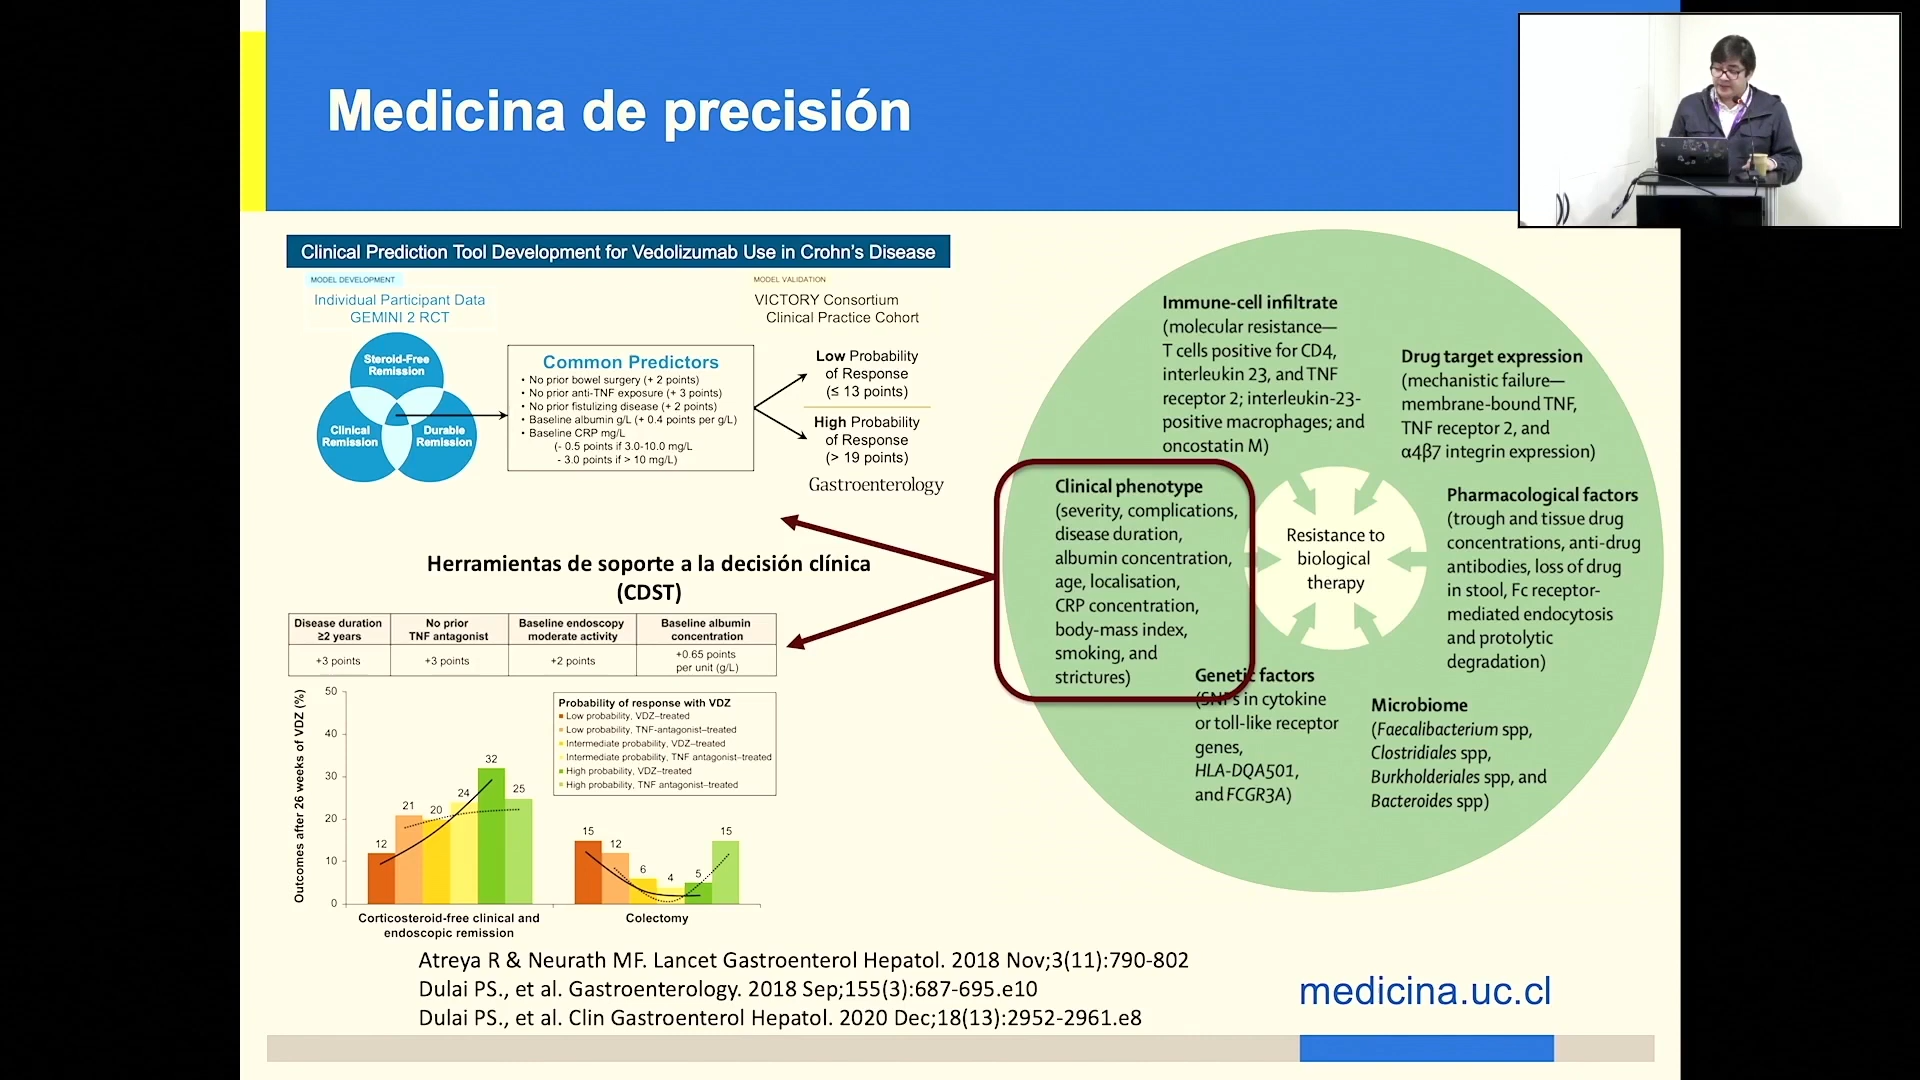 Medicina de precisión
Clinical Prediction Tool Development for Vedolizumab Use in Crohn's Disease
MODEL DEVELOPMENT
Individual Participant Data
GEMINI 2 RCT
MODEL VALIDATION
VICTORY Consortium
Clinical Practice Cohort
Steroid-Free
Remission
Clinical
Remission
Durable
Remission
Common Predictors
• No prior bowel surgery (+ 2 points)
• No prior anti-TNF exposure (+ 3 points)
• No prior fistulizing disease (+ 2 points)
• Baseline albumin g/L (+ 0.4 points per g/L)
• Baseline CRP mg/L
(- 0.5 points if 3.0-10.0 mg/L
- 3.0 points if > 10 mg/L)
Low Probability
of Response
(≤ 13 points)
High Probability
of Response
(> 19 points)
Gastroenterology
Herramientas de soporte a la decisión clínica
(CDST)
Disease duration
≥2 years
No prior
TNF antagonist
Baseline endoscopy
moderate activity
Baseline albumin
concentration
+3 points
+3 points
+2 points
+0.65 points
per unit (g/L)
Outcomes after 26 weeks of VDZ (%)
50
40
30
20
10
0
Probability of response with VDZ
Low probability, VDZ–treated
Low probability, TNF-antagonist–treated
Intermediate probability, VDZ–treated
Intermediate probability, TNF antagonist–treated
High probability, VDZ–treated
High probability, TNF antagonist–treated
12
21
20
24
32
25
15
12
6
4
5
15
Corticosteroid-free clinical and
endoscopic remission
Colectomy
Immune-cell infiltrate
(molecular resistance—
T cells positive for CD4,
interleukin 23, and TNF
receptor 2; interleukin-23-
positive macrophages; and
oncostatin M)
Drug target expression
(mechanistic failure—
membrane-bound TNF,
TNF receptor 2, and
α4β7 integrin expression)
Clinical phenotype
(severity, complications,
disease duration,
albumin concentration,
age, localisation,
CRP concentration,
body-mass index,
smoking, and
strictures)
Resistance to
biological
therapy
Pharmacological factors
(trough and tissue drug
concentrations, anti-drug
antibodies, loss of drug
in stool, Fc receptor-
mediated endocytosis
and protolytic
degradation)
Genetic factors
(SNPs in cytokine
or toll-like receptor
genes,
HLA-DQA501,
and FCGR3A)
Microbiome
(Faecalibacterium spp,
Clostridiales spp,
Burkholderiales spp, and
Bacteroides spp)
Atreya R & Neurath MF. Lancet Gastroenterol Hepatol. 2018 Nov;3(11):790-802
Dulai PS., et al. Gastroenterology. 2018 Sep;155(3):687-695.e10
Dulai PS., et al. Clin Gastroenterol Hepatol. 2020 Dec;18(13):2952-2961.e8
medicina.uc.cl